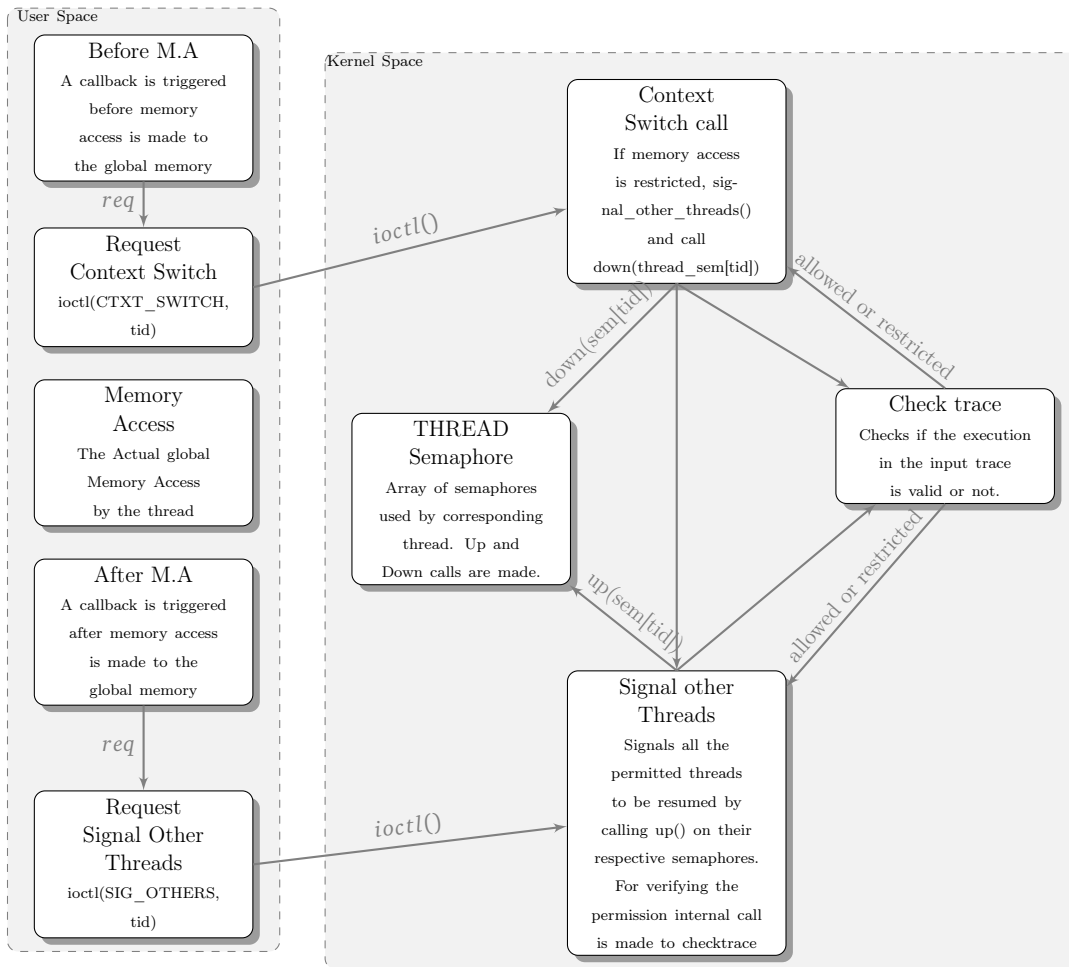 User Space
Before M.A
A callback is triggered
before memory
access is made to
the global memory
req
Request
Context Switch
ioctl(CTXT_SWITCH,
tid)
Memory
Access
The Actual global
Memory Access
by the thread
After M.A
A callback is triggered
after memory access
is made to the
global memory
req
Request
Signal Other
Threads
ioctl(SIG_OTHERS,
tid)
ioctl()
ioctl()
Kernel Space
Context
Switch call
If memory access
is restricted, sig-
nal_other_threads()
and call
down(thread_sem[tid])
down(sem[tid])
allowed or restricted
THREAD
Semaphore
Array of semaphores
used by corresponding
thread. Up and
Down calls are made.
Check trace
Checks if the execution
in the input trace
is valid or not.
up(sem[tid])
allowed or restricted
Signal other
Threads
Signals all the
permitted threads
to be resumed by
calling up() on their
respective semaphores.
For verifying the
permission internal call
is made to checktrace